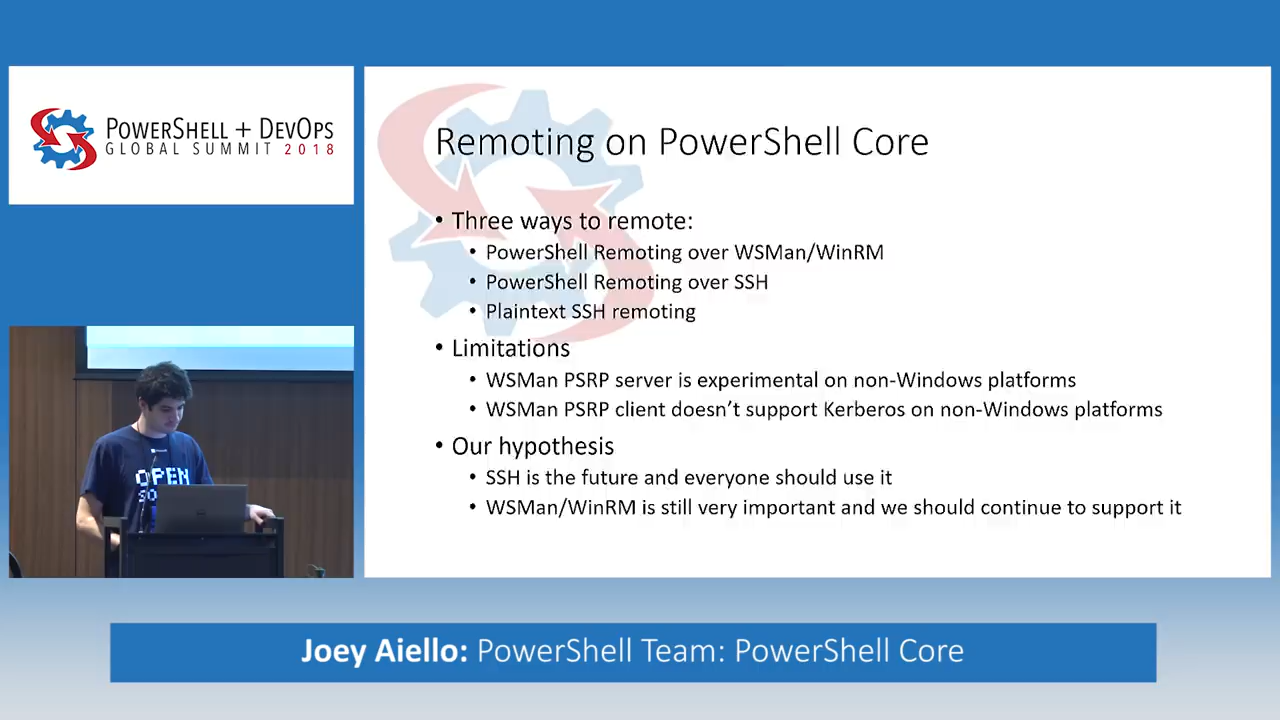 POWERSHELL + DEVOPS
GLOBAL SUMMIT 2018
Remoting on PowerShell Core
• Three ways to remote:
• PowerShell Remoting over WSMan/WinRM
• PowerShell Remoting over SSH
• Plaintext SSH remoting
• Limitations
• WSMan PSRP server is experimental on non-Windows platforms
• WSMan PSRP client doesn’t support Kerberos on non-Windows platforms
• Our hypothesis
• SSH is the future and everyone should use it
• WSMan/WinRM is still very important and we should continue to support it
OPEN
Joey Aiello: PowerShell Team: PowerShell Core